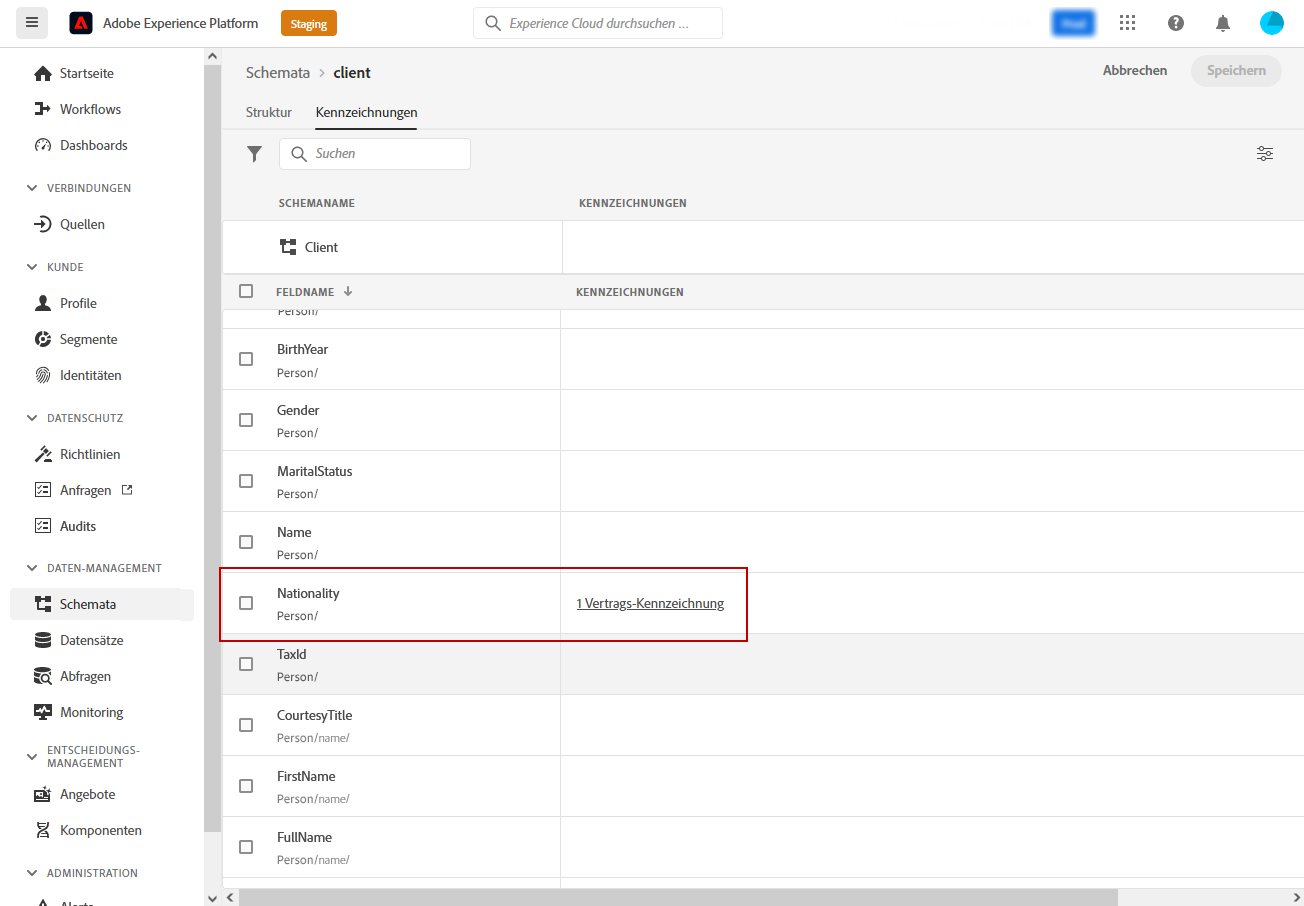 Adobe Experience Platform
Staging
Experience Cloud durchsuchen ...
Startseite
Workflows
Dashboards
VERBINDUNGEN
Quellen
KUNDE
Profile
Segmente
Identitäten
DATENSCHUTZ
Richtlinien
Anfragen
Audits
DATEN-MANAGEMENT
Schemata
Datensätze
Abfragen
Monitoring
ENTSCHEIDUNGS-
MANAGEMENT
Angebote
Komponenten
ADMINISTRATION
Alerts
Schemata › client
Abbrechen
Speichern
Struktur
Kennzeichnungen
Suchen
SCHEMANAME
KENNZEICHNUNGEN
Client
FELDNAME
KENNZEICHNUNGEN
Person/
BirthYear
Person/
Gender
Person/
MaritalStatus
Person/
Name
Person/
Nationality
Person/
1 Vertrags-Kennzeichnung
TaxId
Person/
CourtesyTitle
Person/name/
FirstName
Person/name/
FullName
Person/name/